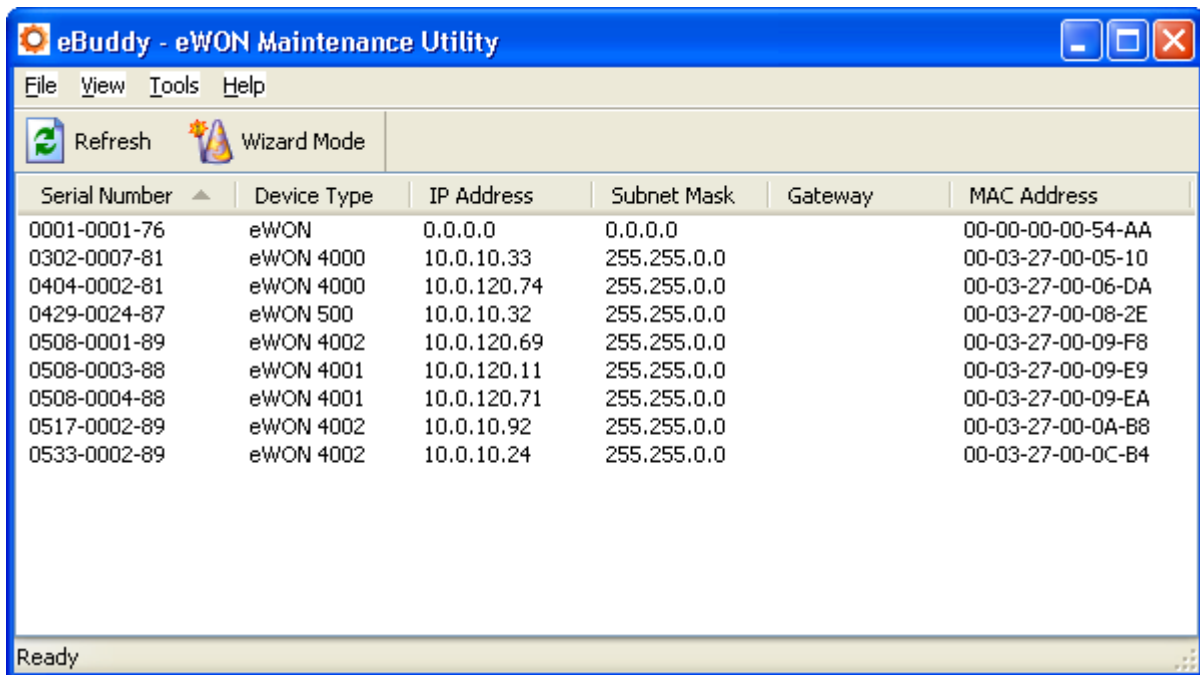 eBuddy - eWON Maintenance Utility
File View Tools Help
Refresh Wizard Mode
Serial Number Device Type IP Address Subnet Mask Gateway MAC Address
0001-0001-76 eWON 0.0.0.0 0.0.0.0 00-00-00-00-54-AA
0302-0007-81 eWON 4000 10.0.10.33 255.255.0.0 00-03-27-00-05-10
0404-0002-81 eWON 4000 10.0.120.74 255.255.0.0 00-03-27-00-06-DA
0429-0024-87 eWON 500 10.0.10.32 255.255.0.0 00-03-27-00-08-2E
0508-0001-89 eWON 4002 10.0.120.69 255.255.0.0 00-03-27-00-09-F8
0508-0003-88 eWON 4001 10.0.120.11 255.255.0.0 00-03-27-00-09-E9
0508-0004-88 eWON 4001 10.0.120.71 255.255.0.0 00-03-27-00-09-EA
0517-0002-89 eWON 4002 10.0.10.92 255.255.0.0 00-03-27-00-0A-B8
0533-0002-89 eWON 4002 10.0.10.24 255.255.0.0 00-03-27-00-0C-B4
Ready